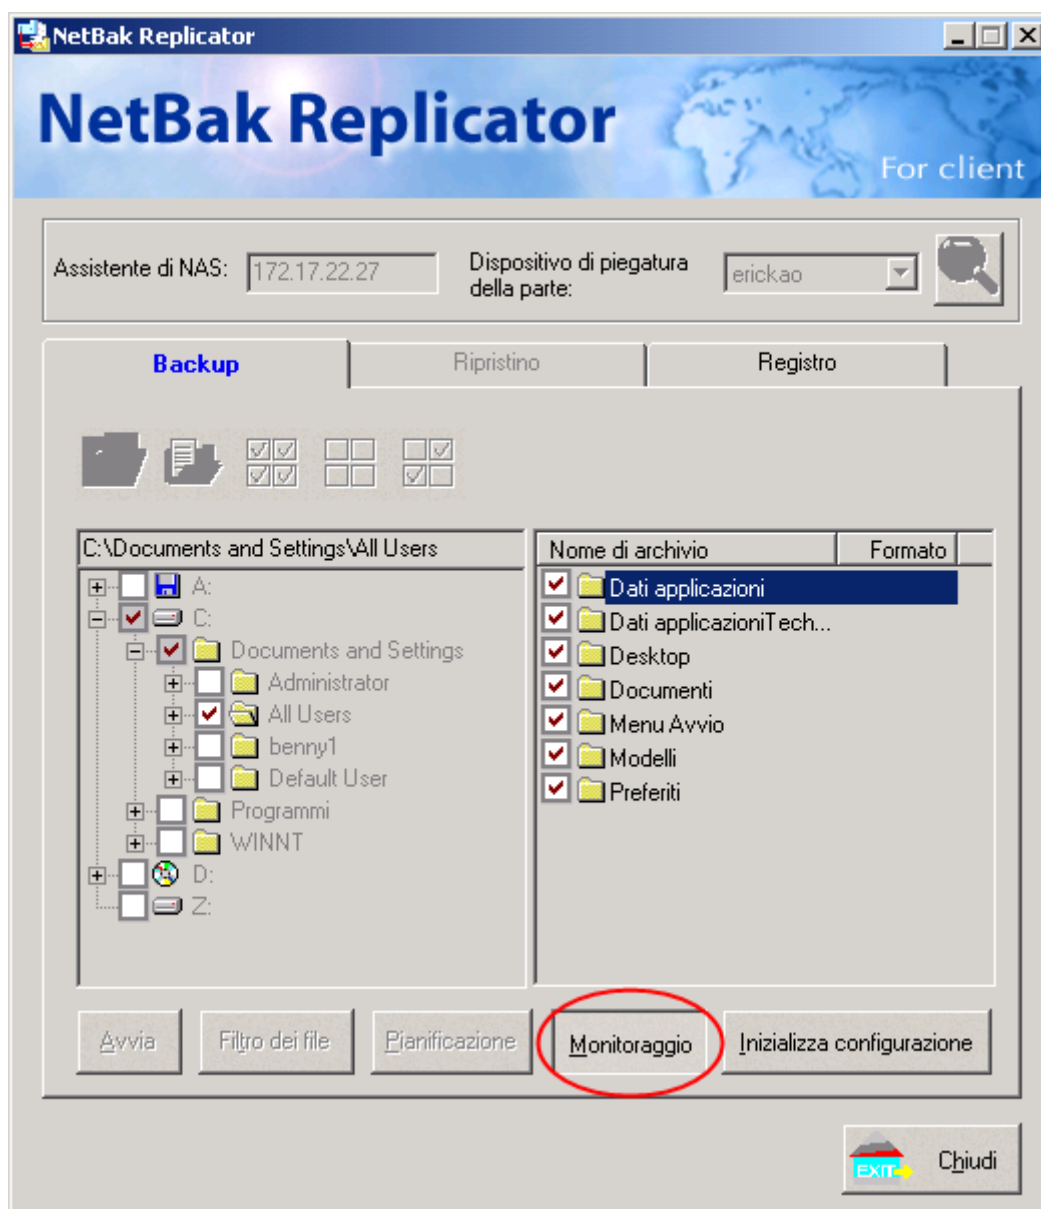 NetBak Replicator
NetBak Replicator
For client
Assistente di NAS:
172.17.22.27
Dispositivo di piegatura
della parte:
erickao
Backup
Ripristino
Registro
C:\Documents and Settings\All Users
A:
C:
Documents and Settings
Administrator
All Users
benny1
Default User
Programmi
WINNT
D:
Z:
Nome di archivio
Formato
Dati applicazioni
Dati applicazioniTech...
Desktop
Documenti
Menu Avvio
Modelli
Preferiti
Avvia
Filtro dei file
Pianificazione
Monitoraggio
Inizializza configurazione
EXIT
Chiudi